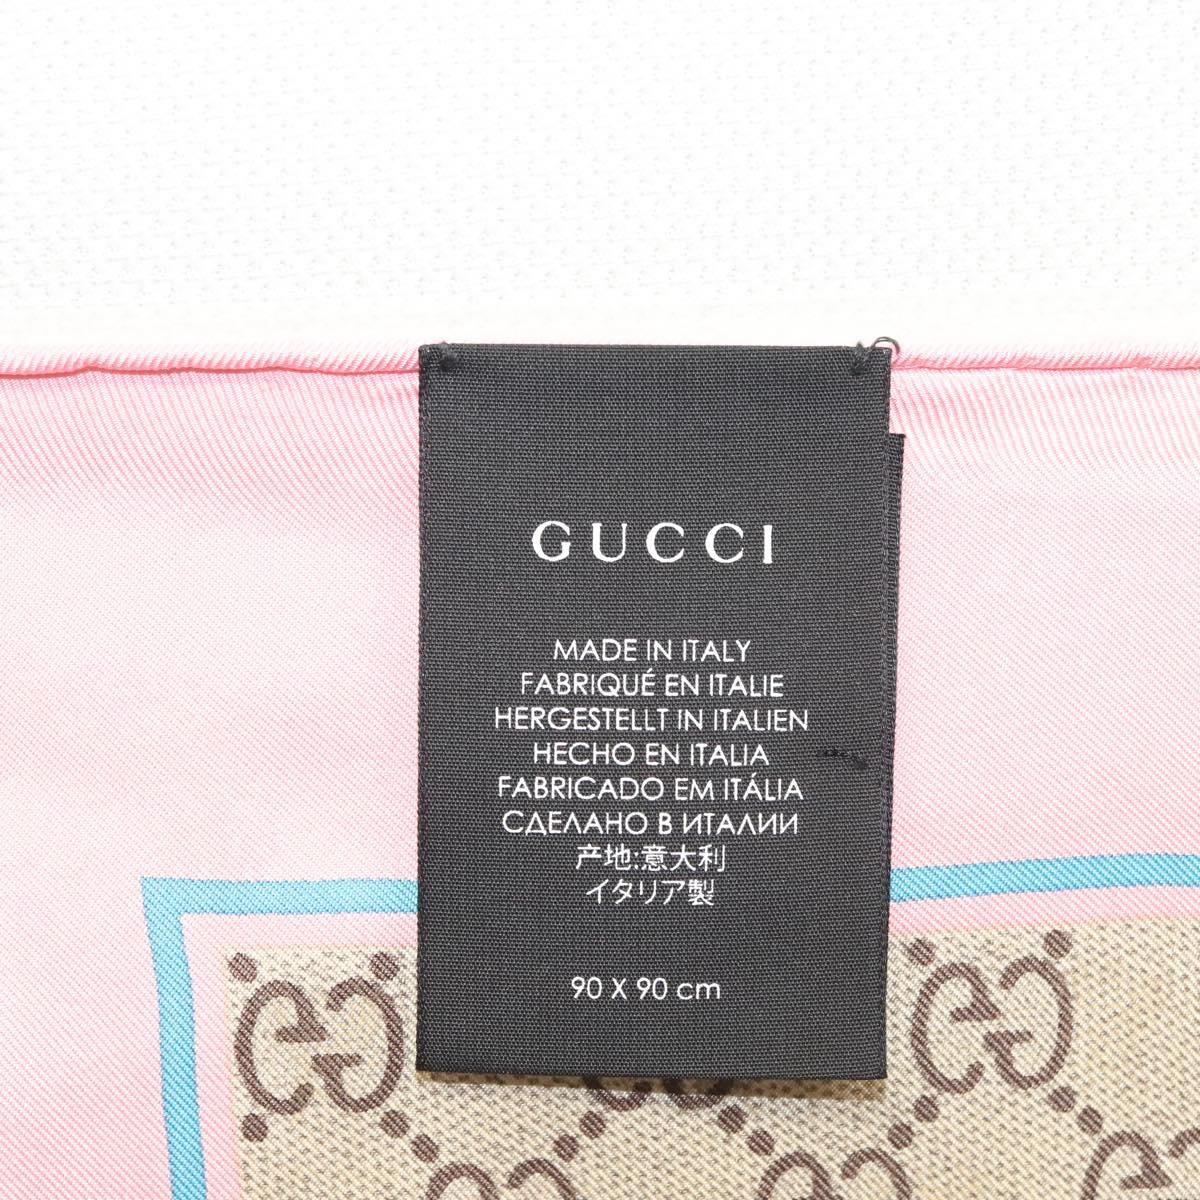 GUCCI
MADE IN ITALY
FABRIQUÉ EN ITALIE
HERGESTELLT IN ITALIEN
HECHO EN ITALIA
FABRICADO EM ITÁLIA
СДЕЛАНО В ИТАЛИИ
产地:意大利
イタリア製
90 X 90 cm